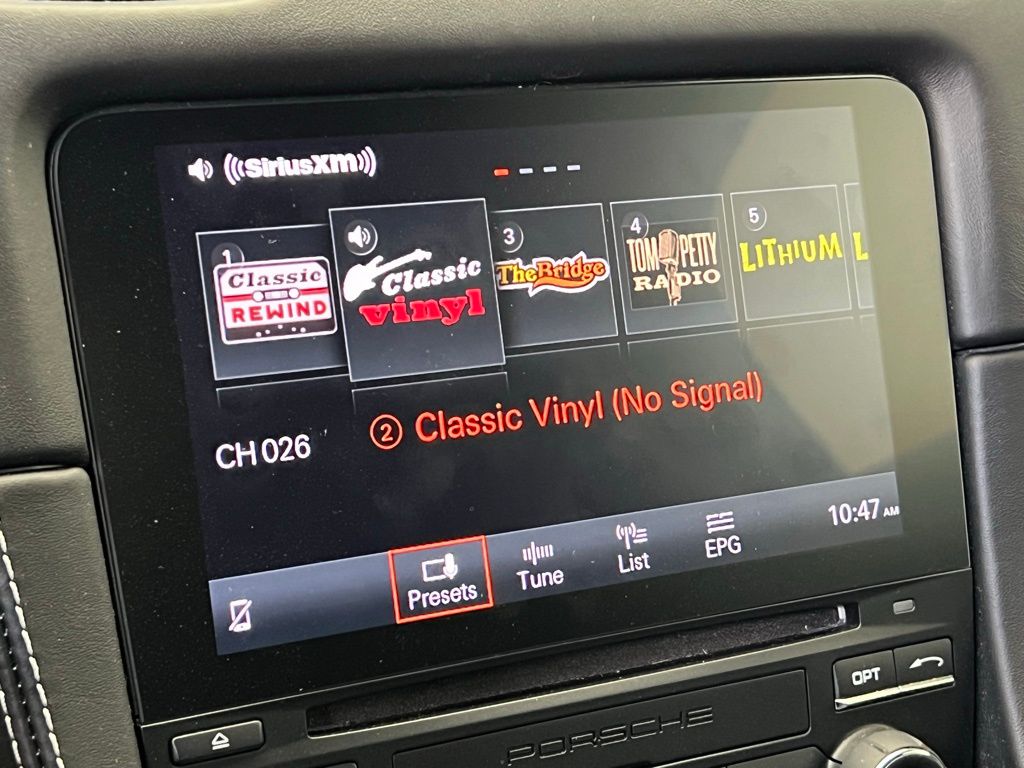 SiriusXM
1
Classic
REWIND
Classic
vinyl
3
TheBridge
4
TOM PETTY
RADIO
5
LiTHiUM
L
CH 026
2 Classic Vinyl (No Signal)
Presets
Tune
List
EPG
10:47 AM
OPT
PORSCHE